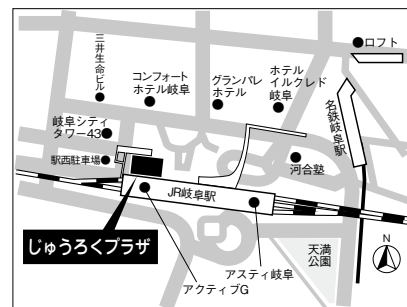 ロフト
三井生命ビル
コンフォート
ホテル岐阜
グランパレ
ホテル
ホテル
イルクレド
岐阜
名鉄岐阜駅
岐阜シティ
タワー43
駅西駐車場
河合塾
JR岐阜駅
じゅうろくプラザ
アクティブG
アスティ岐阜
天満
公園
N